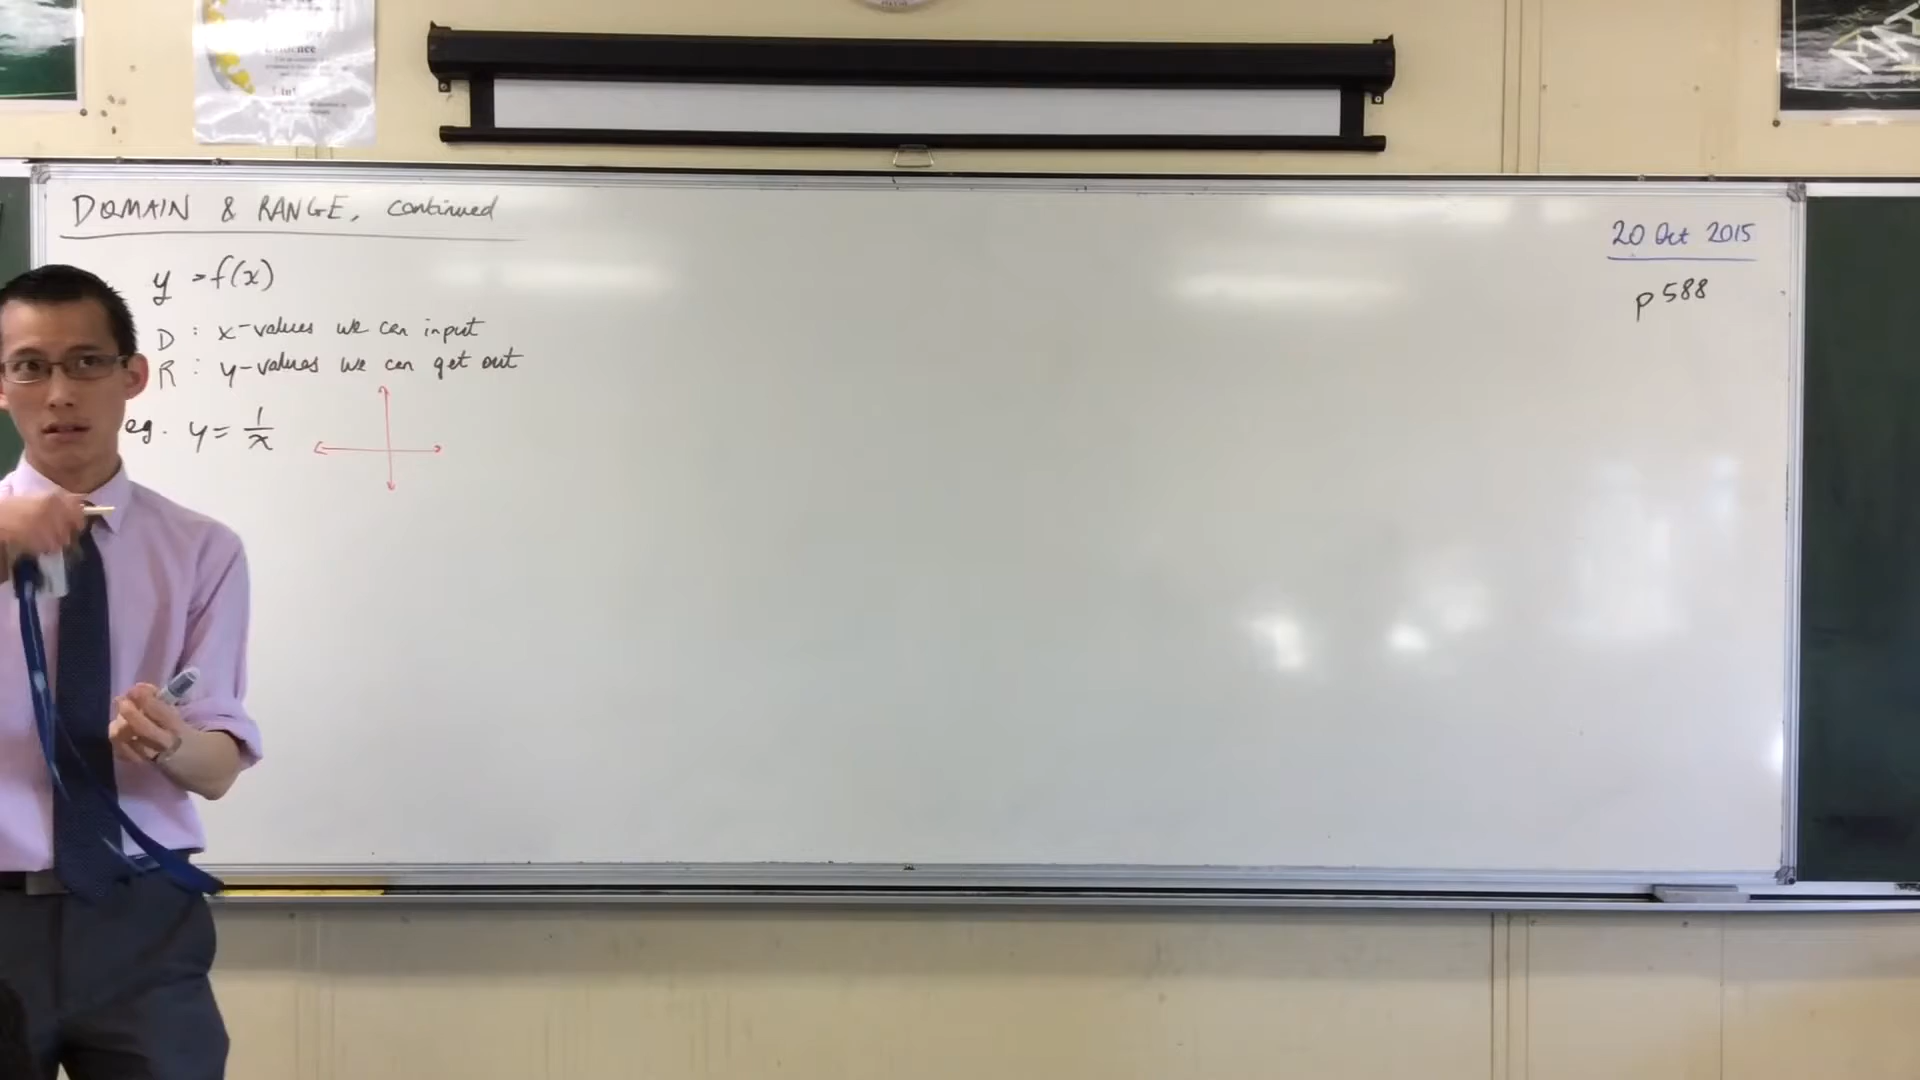 DOMAIN & RANGE, continued
y = f(x)
D : x-values we can input
R : y-values we can get out
eg. y = 1/x
20 Oct 2015
p588